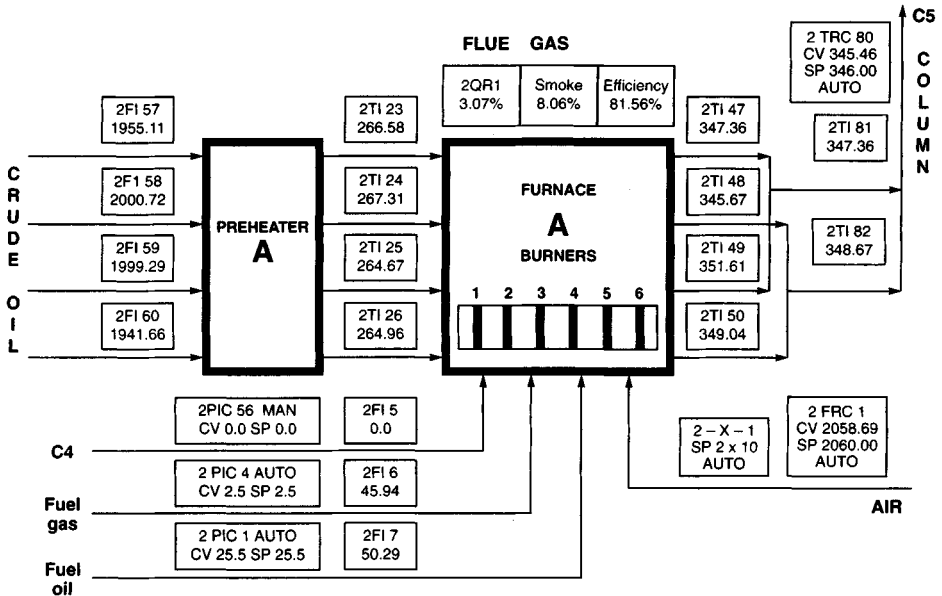 C5
COLUMN
2 TRC 80
CV 345.46
SP 346.00
AUTO
FLUE GAS
2QR1
3.07%
Smoke
8.06%
Efficiency
81.56%
2FI 57
1955.11
2TI 23
266.58
2TI 47
347.36
2TI 81
347.36
CRUDE OIL
2F1 58
2000.72
PREHEATER
A
2TI 24
267.31
FURNACE
A
BURNERS
1 2 3 4 5 6
2TI 48
345.67
2FI 59
1999.29
2TI 25
264.67
2TI 49
351.61
2TI 82
348.67
2FI 60
1941.66
2TI 26
264.96
2TI 50
349.04
2PIC 56 MAN
CV 0.0 SP 0.0
2FI 5
0.0
2 – X – 1
SP 2 x 10
AUTO
2 FRC 1
CV 2058.69
SP 2060.00
AUTO
C4
2 PIC 4 AUTO
CV 2.5 SP 2.5
2FI 6
45.94
Fuel
gas
AIR
2 PIC 1 AUTO
CV 25.5 SP 25.5
2FI 7
50.29
Fuel
oil